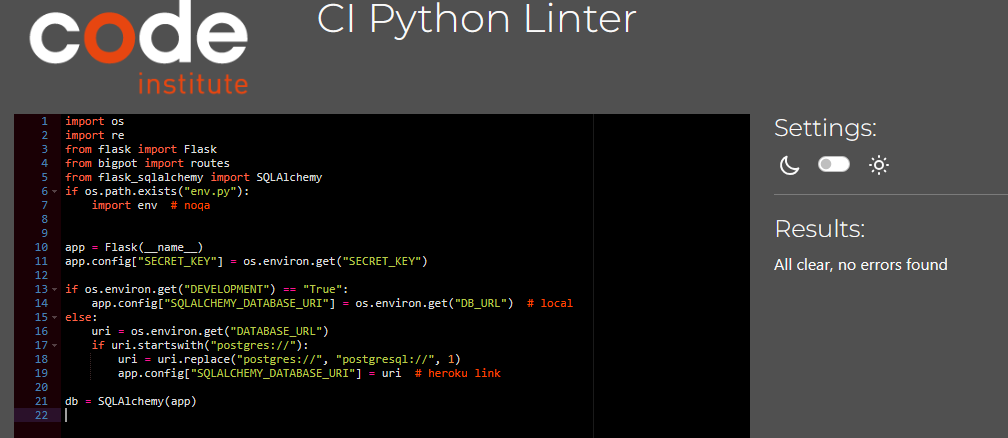 code
institute
CI Python Linter
1 import os
2 import re
3 from flask import Flask
4 from bigpot import routes
5 from flask_sqlalchemy import SQLAlchemy
6 if os.path.exists("env.py"):
7     import env  # noqa
8
9
10 app = Flask(__name__)
11 app.config["SECRET_KEY"] = os.environ.get("SECRET_KEY")
12
13 if os.environ.get("DEVELOPMENT") == "True":
14     app.config["SQLALCHEMY_DATABASE_URI"] = os.environ.get("DB_URL")  # local
15 else:
16     uri = os.environ.get("DATABASE_URL")
17     if uri.startswith("postgres://"):
18         uri = uri.replace("postgres://", "postgresql://", 1)
19         app.config["SQLALCHEMY_DATABASE_URI"] = uri  # heroku link
20
21 db = SQLAlchemy(app)
22
Settings:
Results:
All clear, no errors found